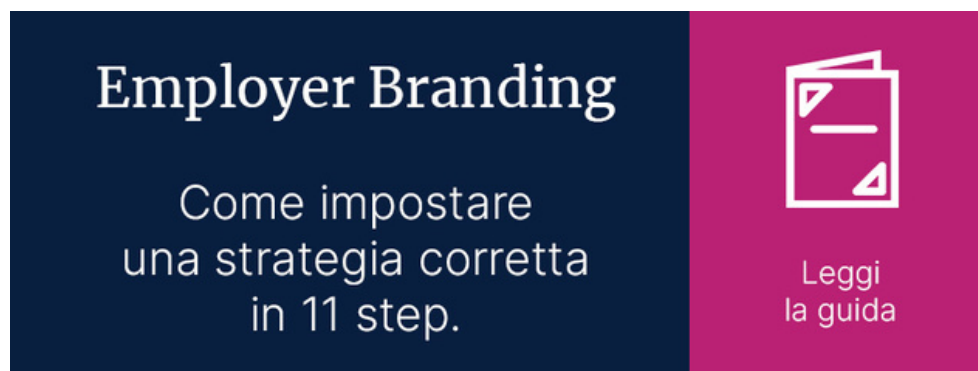 Employer Branding
Come impostare
una strategia corretta
in 11 step.
Leggi
la guida